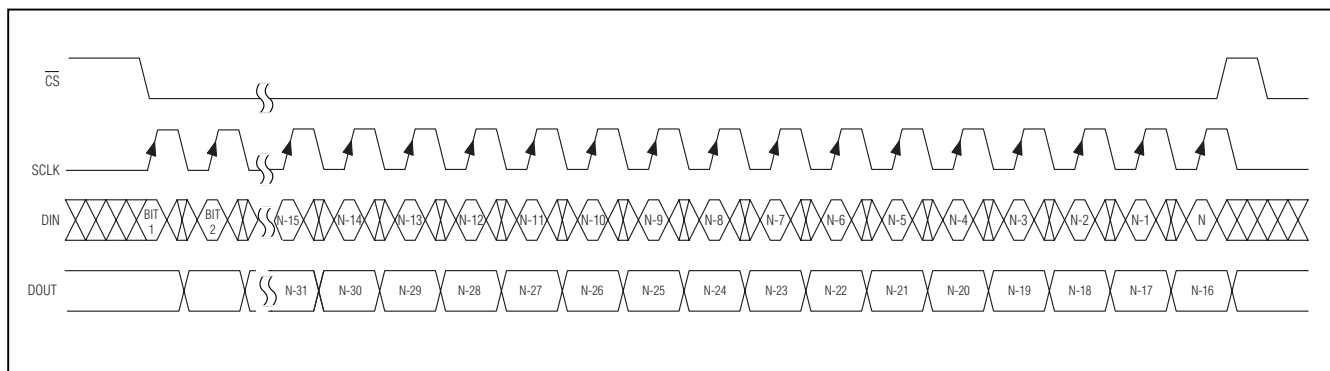 CS
SCLK
DIN BIT 1 BIT 2 N-15 N-14 N-13 N-12 N-11 N-10 N-9 N-8 N-7 N-6 N-5 N-4 N-3 N-2 N-1 N
DOUT N-31 N-30 N-29 N-28 N-27 N-26 N-25 N-24 N-23 N-22 N-21 N-20 N-19 N-18 N-17 N-16